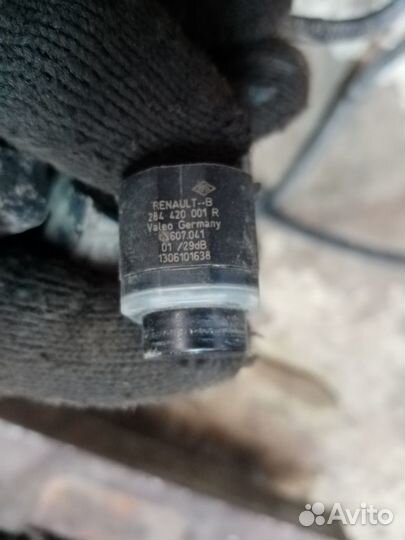 RENAULT--B
284 420 001 R
Valeo Germany
607.041
01 /29dB
1306101638
Avito